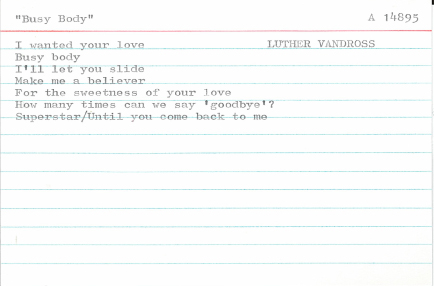 "Busy Body" A 14895
I wanted your love LUTHER VANDROSS
Busy body
I'll let you slide
Make me a believer
For the sweetness of your love
How many times can we say 'goodbye'?
Superstar/Until you come back to me